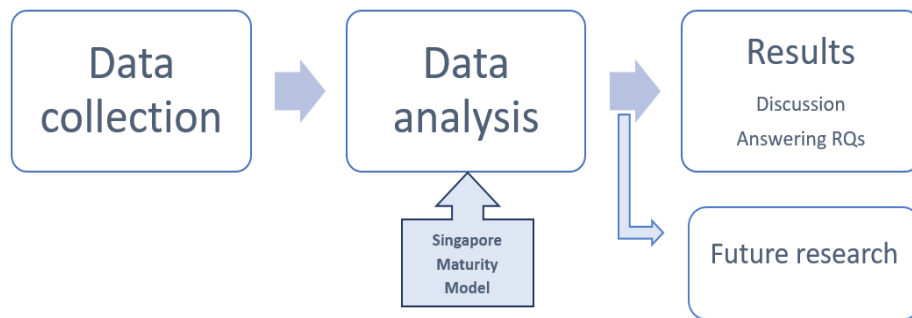 Data
collection
Data
analysis
Results
Discussion
Answering RQs
Singapore
Maturity
Model
Future research